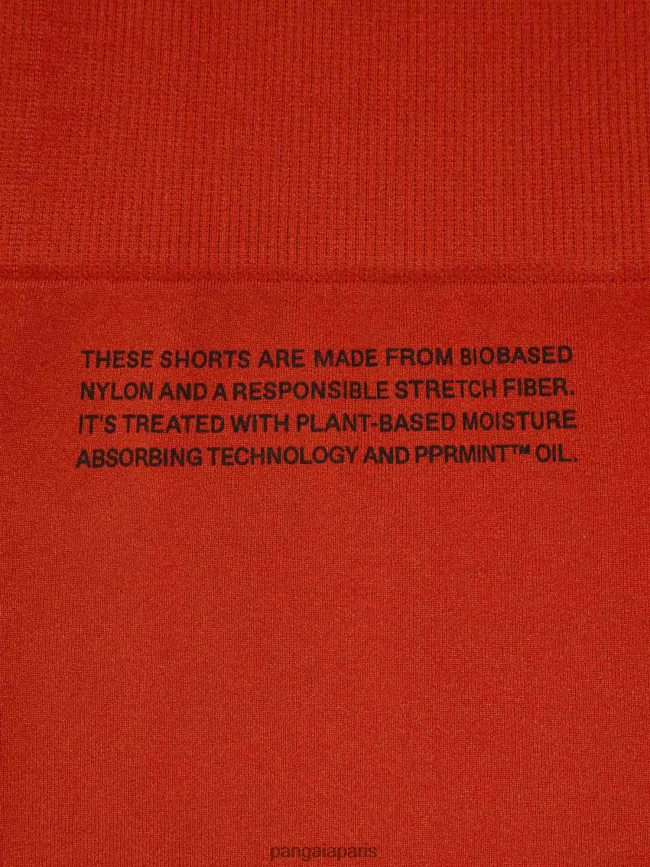 THESE SHORTS ARE MADE FROM BIOBASED
NYLON AND A RESPONSIBLE STRETCH FIBER.
IT'S TREATED WITH PLANT-BASED MOISTURE
ABSORBING TECHNOLOGY AND PPRMINT™ OIL.
pangaiaparis